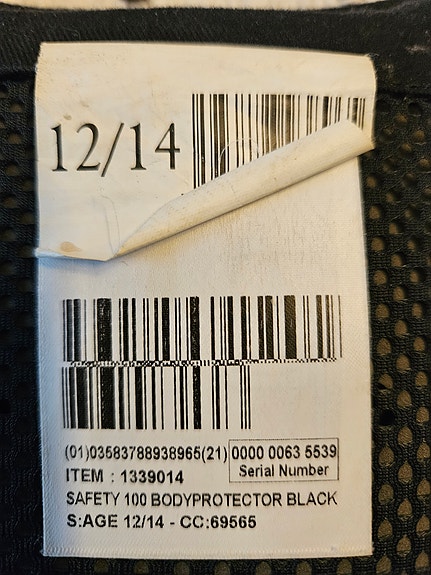 12/14
(01)03583788938965(21) 0000 0063 5539
Serial Number
ITEM : 1339014
SAFETY 100 BODYPROTECTOR BLACK
S:AGE 12/14 - CC:69565